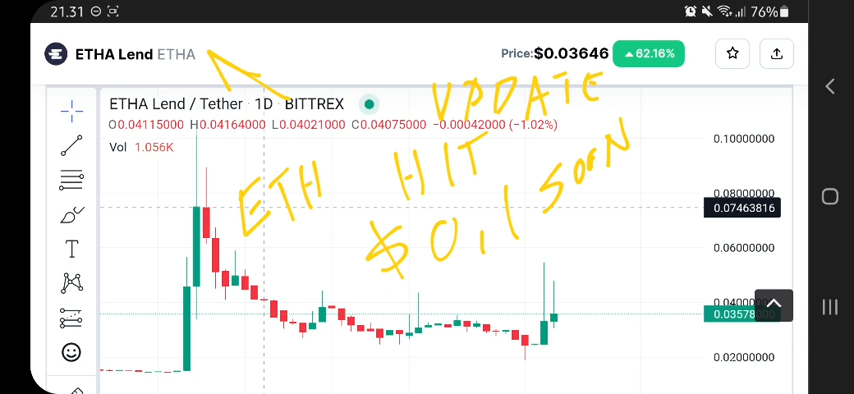 21.31 76%
ETHA Lend ETHA Price:$0.03646 62.16%
UPDATE
ETHA Lend / Tether · 1D · BITTREX
O0.04115000 H0.04164000 L0.04021000 C0.04075000 −0.00042000 (−1.02%)
Vol 1.056K
0.10000000
HIT
SOON
ETH
$0.1
0.08000000
0.07463816
0.06000000
0.04000000
0.03578000
0.02000000
T